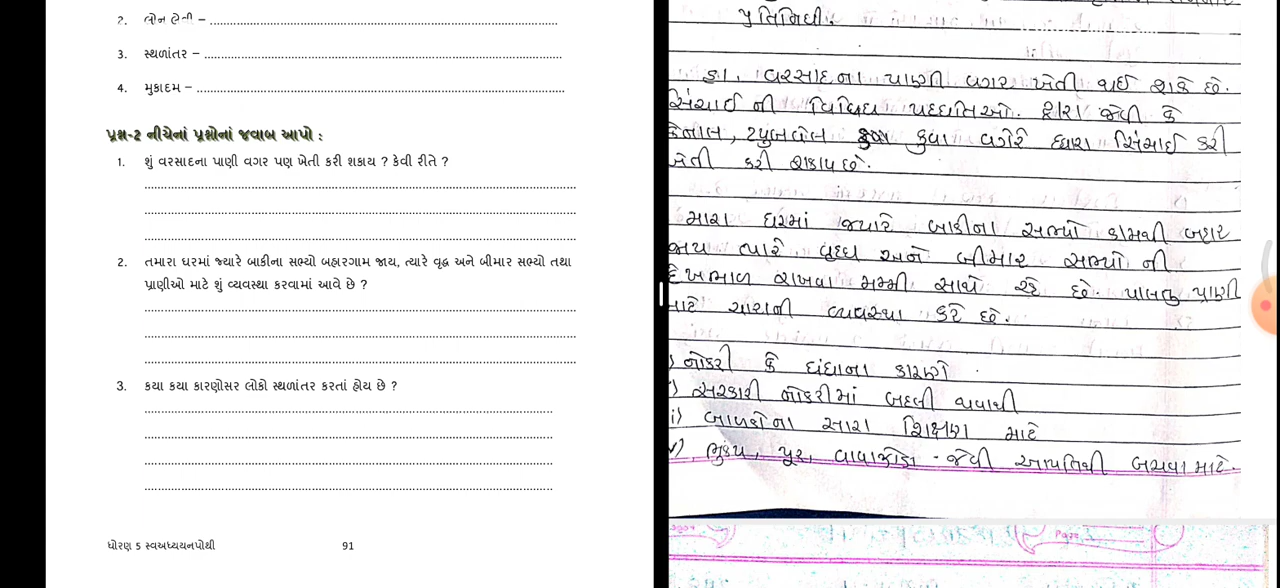 2. લોન લેવી – ........................
3. સ્થળાંતર – ........................
4. મુકાદમ – ........................
પ્રશ્ન-2 નીચેનાં પ્રશ્નોનાં જવાબ આપો :
1. શું વરસાદના પાણી વગર પણ ખેતી કરી શકાય ? કેવી રીતે ?
2. તમારા ઘરમાં જ્યારે બાકીના સભ્યો બહારગામ જાય, ત્યારે વૃદ્ધ અને બીમાર સભ્યો તથા
પ્રાણીઓ માટે શું વ્યવસ્થા કરવામાં આવે છે ?
3. કયા કયા કારણોસર લોકો સ્થળાંતર કરતાં હોય છે ?
ધોરણ 5 સ્વઅધ્યયનપોથી 91
પ્રતિનિધી.
હા. વરસાદના પાણી વગર ખેતી થઈ શકે છે.
સિંચાઈ ની વિવિધ પદ્ધતિઓ. દ્વારા જેવી કે
કેનાલ, ટ્યુબવેલ કુવા વગેરે દ્વારા સિંચાઈ કરી
ખેતી કરી શકાય છે.
મારા ઘરમાં જ્યારે બાકીના સભ્યો કામથી બહાર
જાય ત્યારે વૃદ્ધ અને બીમાર સભ્યો ની
દેખભાળ રાખવા મમ્મી સાથે રહે છે. પાલતુ પ્રાણી
માટે ચારાની વ્યવસ્થા કરે છે.
) નોકરી કે ધંધાના કારણે
) સરકારી નોકરીમાં બદલી થવાથી
i) બાળકોના સારા શિક્ષણ માટે
v) ભુકંપ, પૂર, વાવાઝોડા જેવી આપત્તિથી બચવા માટે.
Page